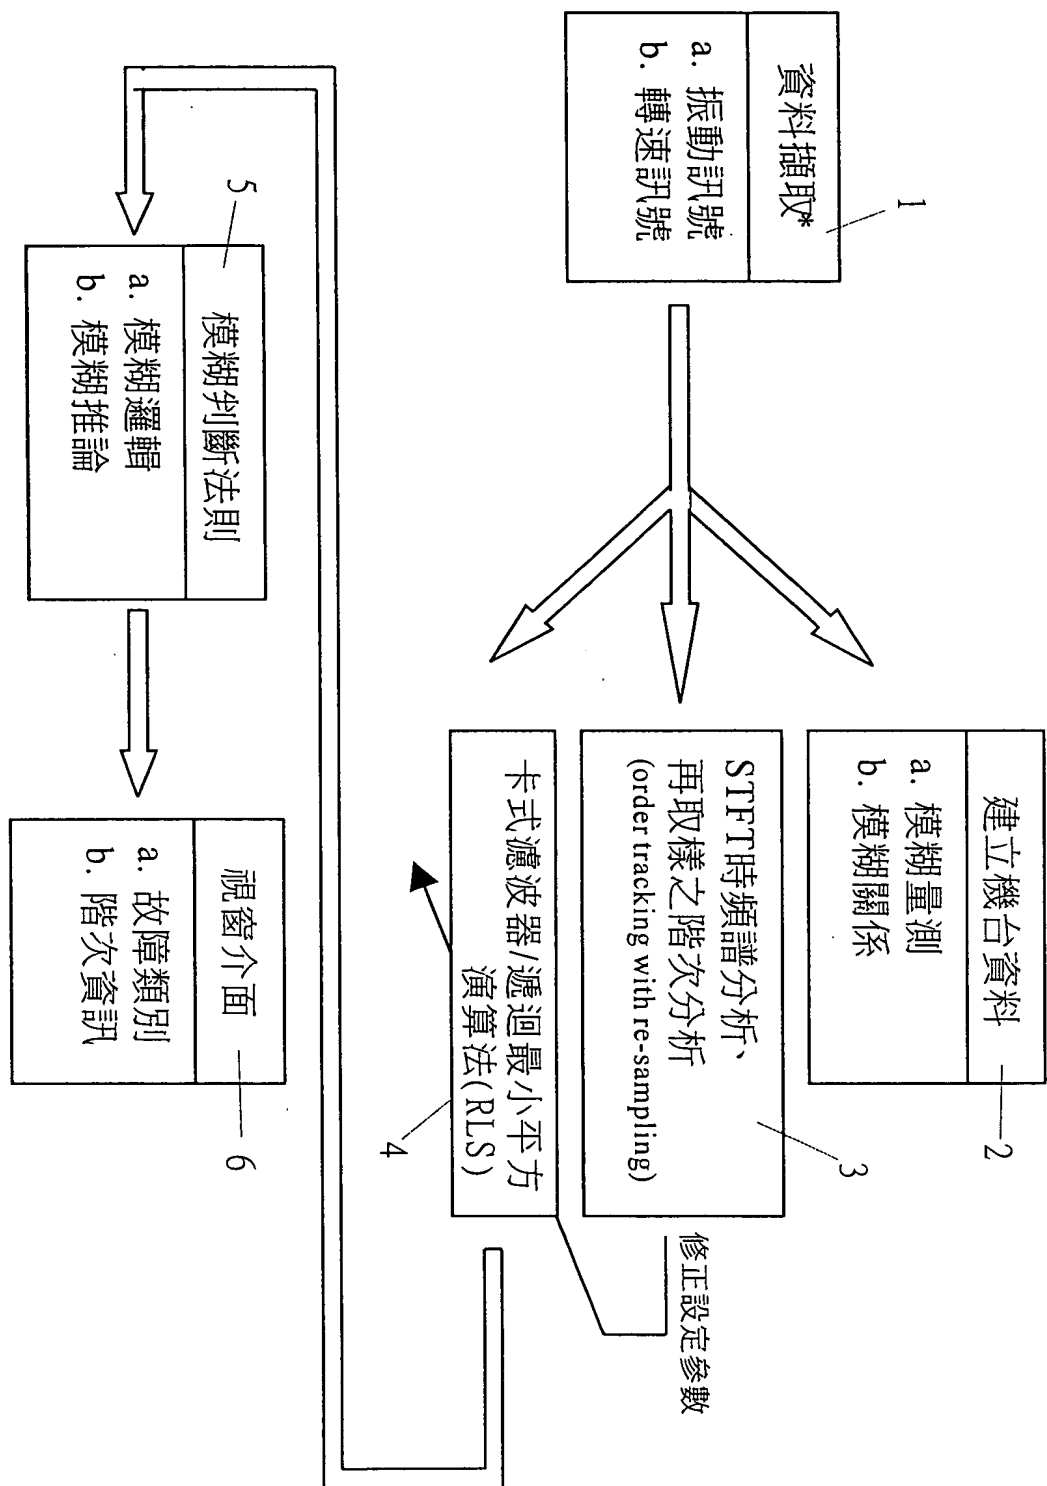 資料擷取*
a. 振動訊號
b. 轉速訊號
1
建立機台資料
a. 模糊量測
b. 模糊關係
2
STFT時頻譜分析、
再取樣之階次分析
(order tracking with re-sampling)
3
修正設定參數
卡式濾波器/遞迴最小平方
演算法(RLS)
4
5
模糊判斷法則
a. 模糊邏輯
b. 模糊推論
視窗介面
a. 故障類別
b. 階次資訊
6